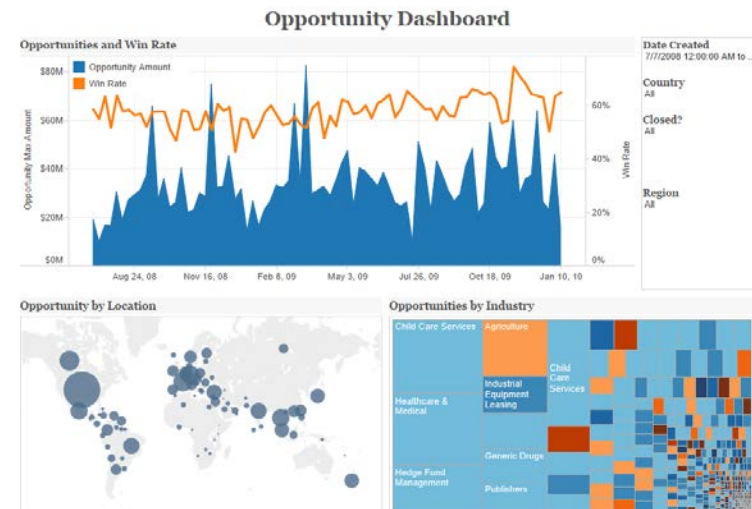 Opportunity Dashboard
Opportunities and Win Rate
Opportunity Amount
Win Rate
$80M
$60M
$40M
$20M
$0M
Opportunity Max Amount
60%
40%
20%
0%
Win Rate
Aug 24, 08
Nov 16, 08
Feb 8, 09
May 3, 09
Jul 26, 09
Oct 18, 09
Jan 10, 10
Date Created
7/7/2008 12:00:00 AM to ..
Country
All
Closed?
All
Region
All
Opportunity by Location
Opportunities by Industry
Child Care Services
Agriculture
Child
Care
Services
Industrial
Equipment
Leasing
Healthcare &
Medical
Generic Drugs
Hedge Fund
Management
Publishers